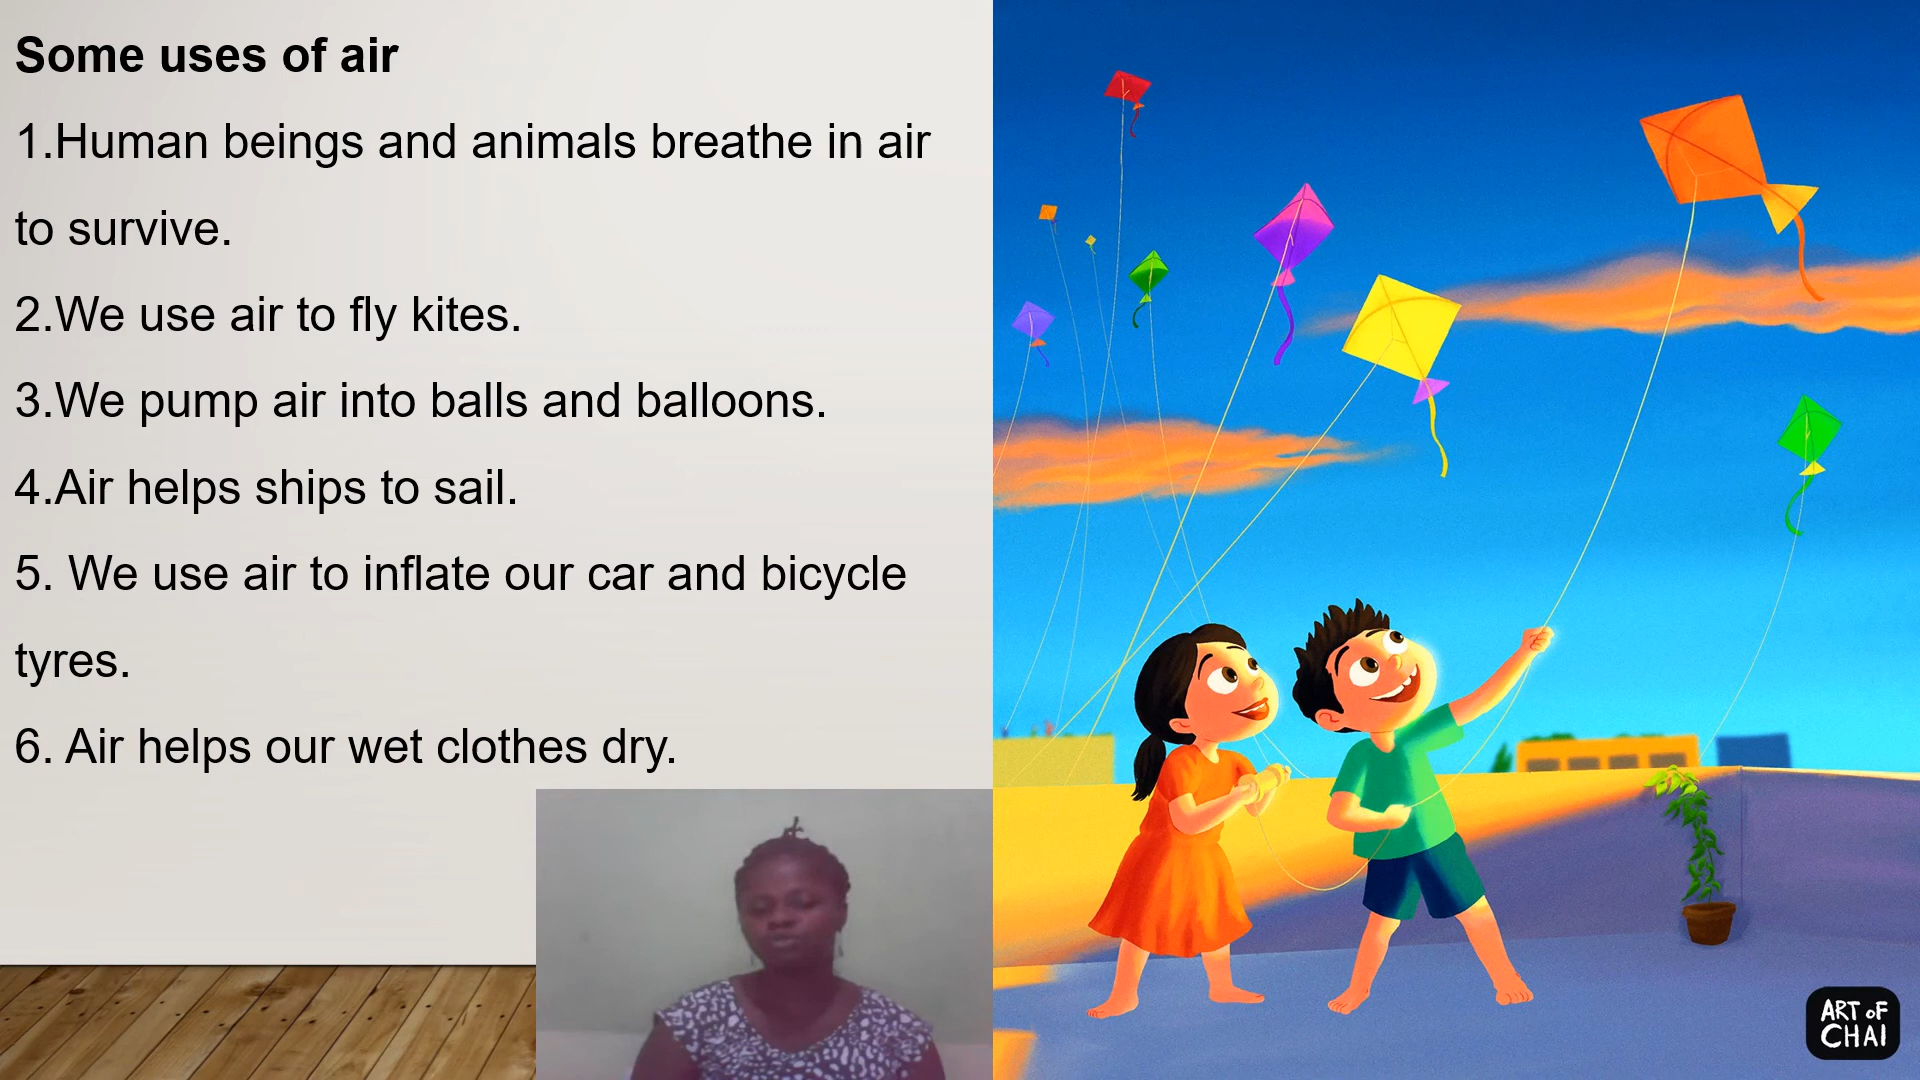 Some uses of air
1.Human beings and animals breathe in air
to survive.
2.We use air to fly kites.
3.We pump air into balls and balloons.
4.Air helps ships to sail.
5. We use air to inflate our car and bicycle
tyres.
6. Air helps our wet clothes dry.
ART OF
CHAI